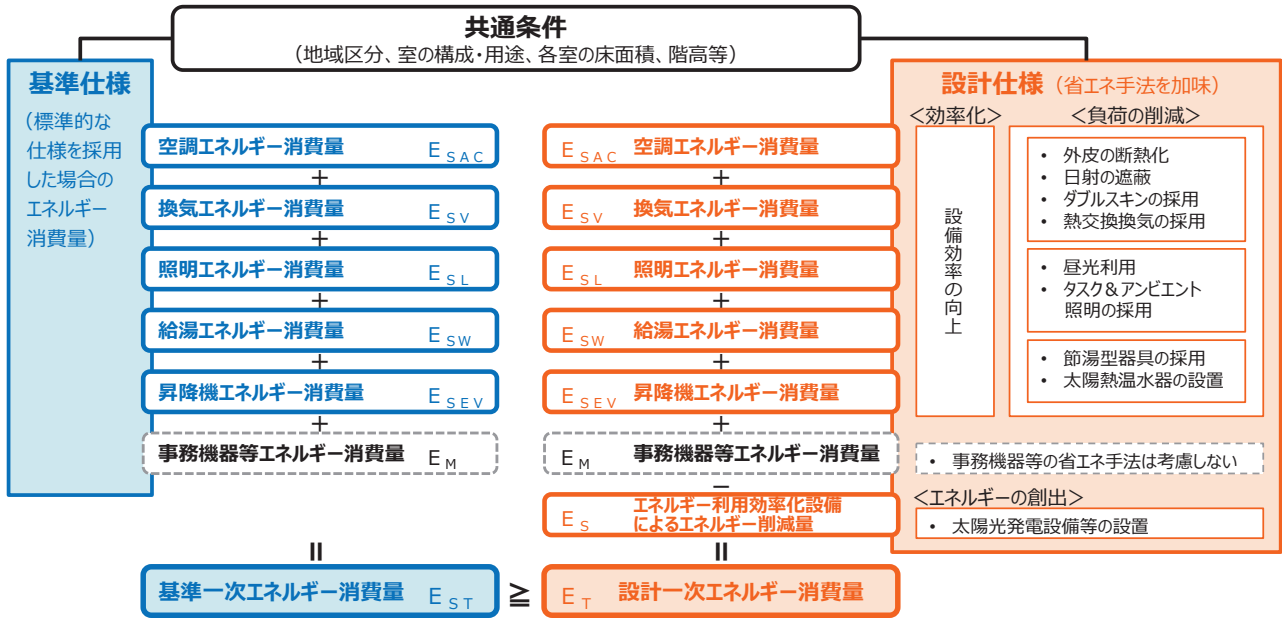 共通条件
（地域区分、室の構成・用途、各室の床面積、階高等）
基準仕様
（標準的な
仕様を採用
した場合の
エネルギー
消費量）
空調エネルギー消費量 E SAC
＋
換気エネルギー消費量 E SV
＋
照明エネルギー消費量 E SL
＋
給湯エネルギー消費量 E SW
＋
昇降機エネルギー消費量 E SEV
＋
事務機器等エネルギー消費量 E M
＝
基準一次エネルギー消費量 E ST
≧
E SAC 空調エネルギー消費量
＋
E SV 換気エネルギー消費量
＋
E SL 照明エネルギー消費量
＋
E SW 給湯エネルギー消費量
＋
E SEV 昇降機エネルギー消費量
＋
E M 事務機器等エネルギー消費量
－
E S エネルギー利用効率化設備
によるエネルギー削減量
＝
E T 設計一次エネルギー消費量
設計仕様（省エネ手法を加味）
＜効率化＞
設備効率の向上
＜負荷の削減＞
• 外皮の断熱化
• 日射の遮蔽
• ダブルスキンの採用
• 熱交換換気の採用
• 昼光利用
• タスク＆アンビエント
照明の採用
• 節湯型器具の採用
• 太陽熱温水器の設置
• 事務機器等の省エネ手法は考慮しない
＜エネルギーの創出＞
• 太陽光発電設備等の設置